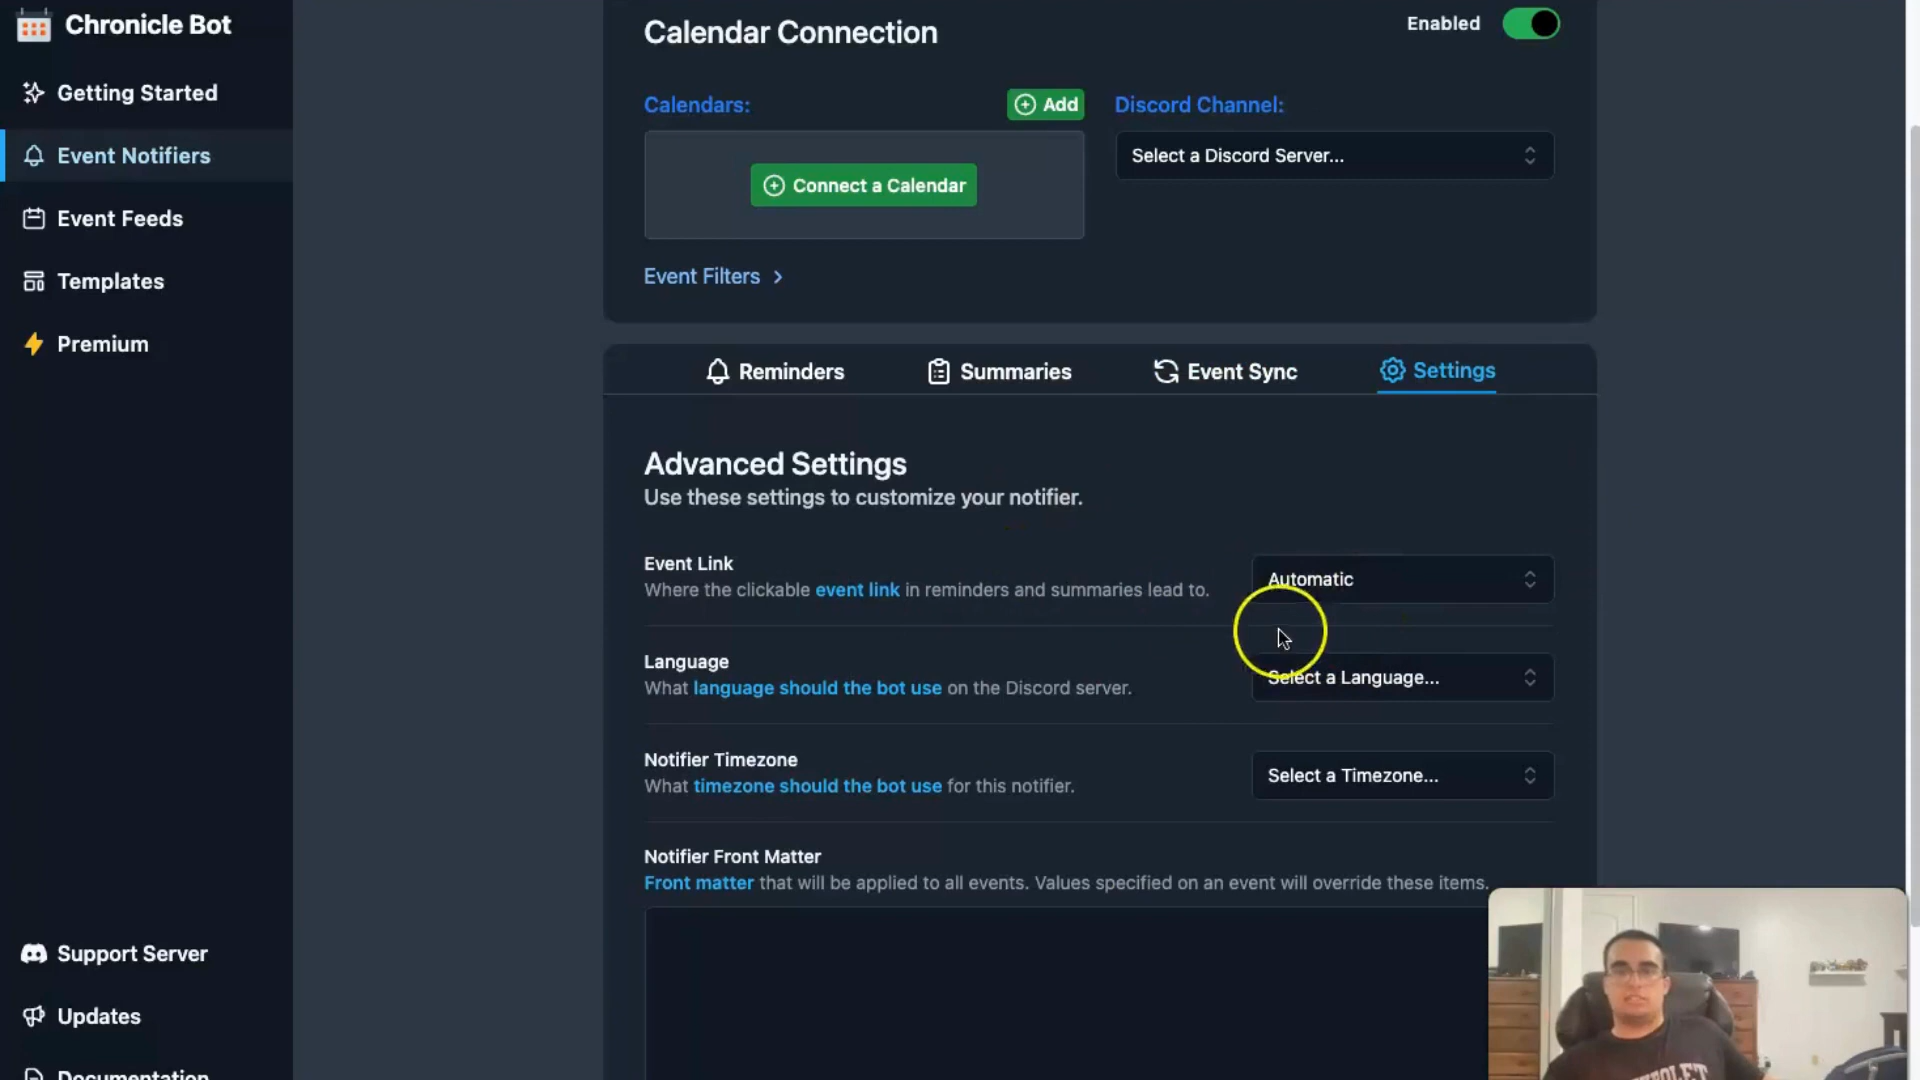 Chronicle Bot
Getting Started
Event Notifiers
Event Feeds
Templates
Premium
Support Server
Updates
Documentation
Calendar Connection
Enabled
Calendars:
Add
Discord Channel:
Connect a Calendar
Select a Discord Server...
Event Filters
Reminders
Summaries
Event Sync
Settings
Advanced Settings
Use these settings to customize your notifier.
Event Link
Where the clickable event link in reminders and summaries lead to.
Automatic
Language
What language should the bot use on the Discord server.
Select a Language...
Notifier Timezone
What timezone should the bot use for this notifier.
Select a Timezone...
Notifier Front Matter
Front matter that will be applied to all events. Values specified on an event will override these items.